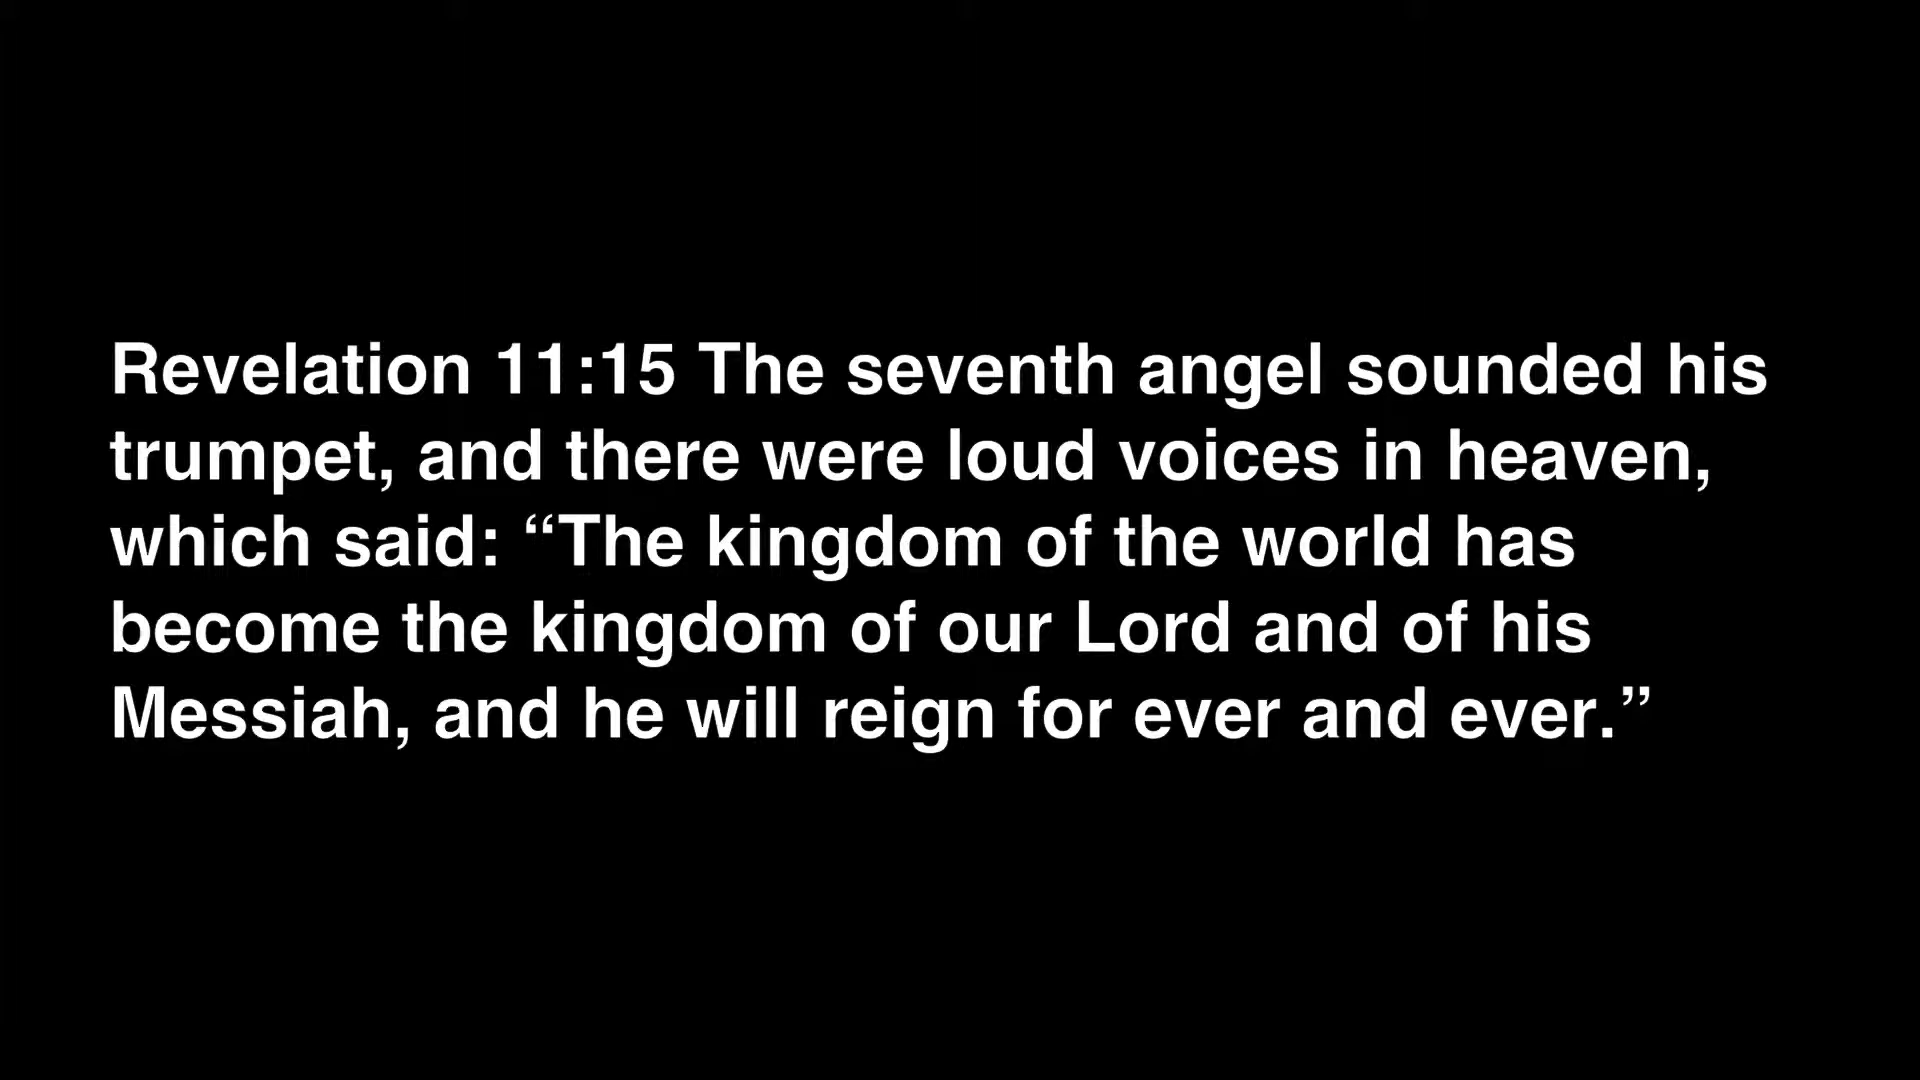 Revelation 11:15 The seventh angel sounded his
trumpet, and there were loud voices in heaven,
which said: “The kingdom of the world has
become the kingdom of our Lord and of his
Messiah, and he will reign for ever and ever.”